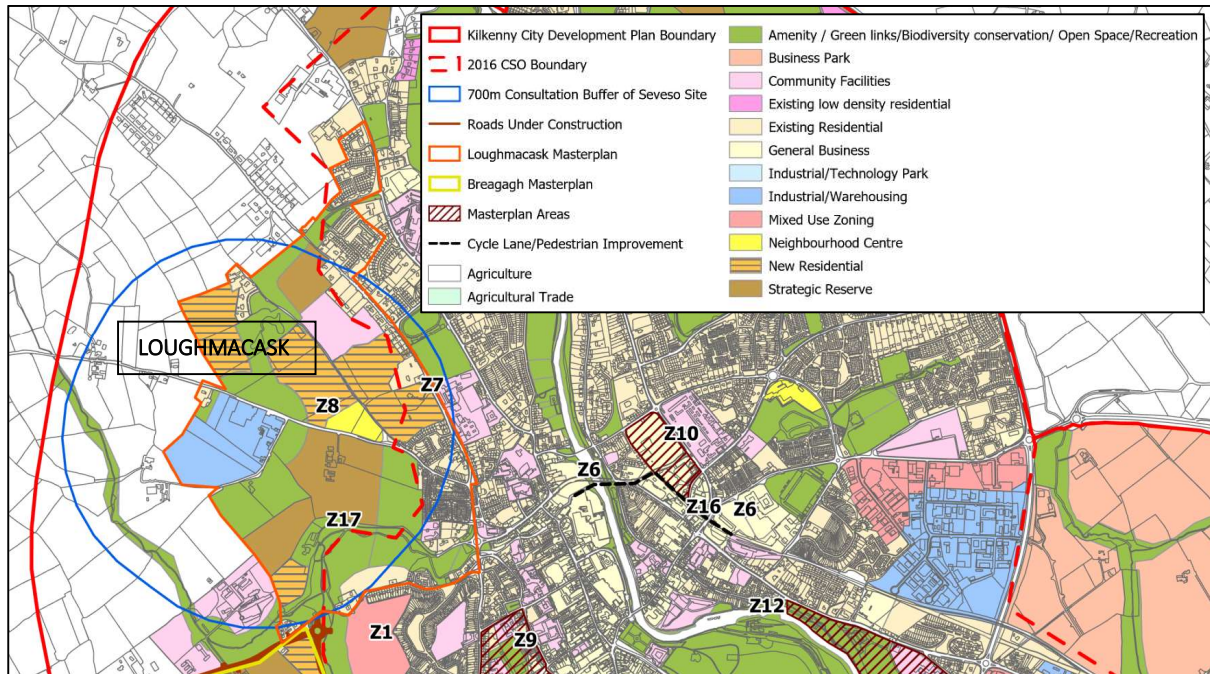 Kilkenny City Development Plan Boundary
2016 CSO Boundary
700m Consultation Buffer of Seveso Site
Roads Under Construction
Loughmacask Masterplan
Breagagh Masterplan
Masterplan Areas
Cycle Lane/Pedestrian Improvement
Agriculture
Agricultural Trade
Amenity / Green links/Biodiversity conservation/ Open Space/Recreation
Business Park
Community Facilities
Existing low density residential
Existing Residential
General Business
Industrial/Technology Park
Industrial/Warehousing
Mixed Use Zoning
Neighbourhood Centre
New Residential
Strategic Reserve
LOUGHMACASK
Z7
Z8
Z10
Z6
Z16
Z6
Z17
Z12
Z1
Z9